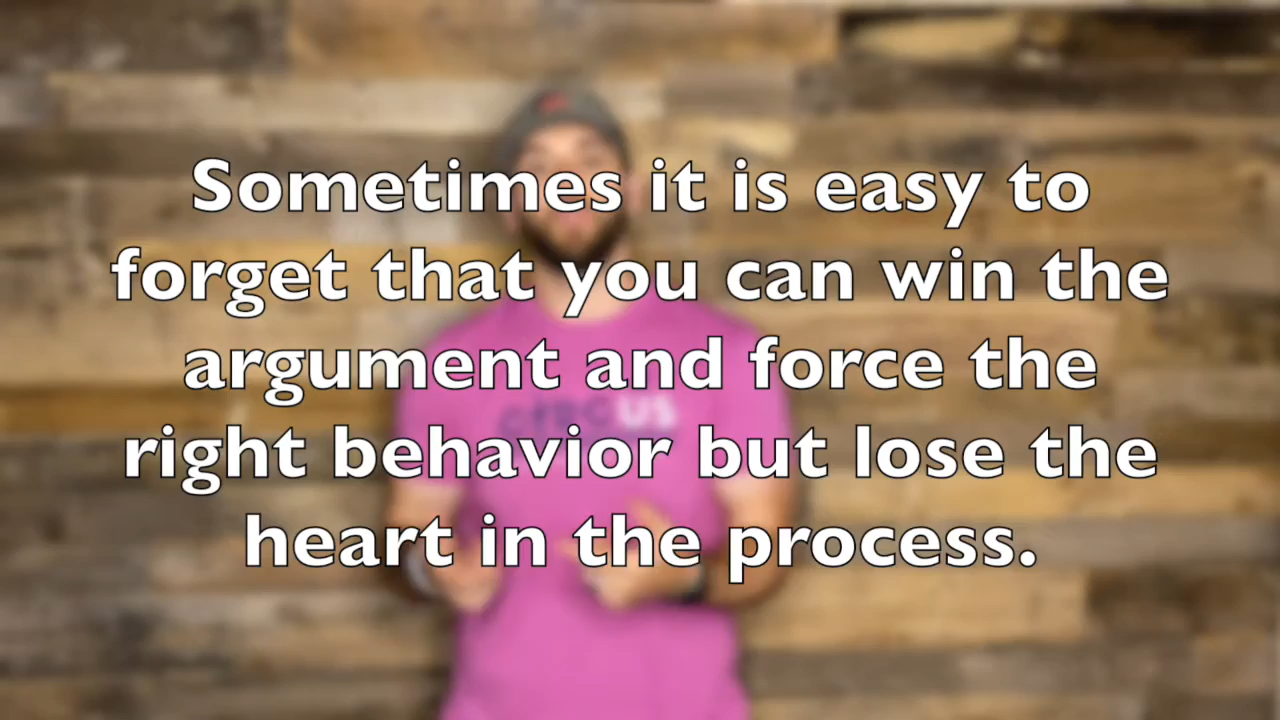 Sometimes it is easy to
forget that you can win the
argument and force the
right behavior but lose the
heart in the process.